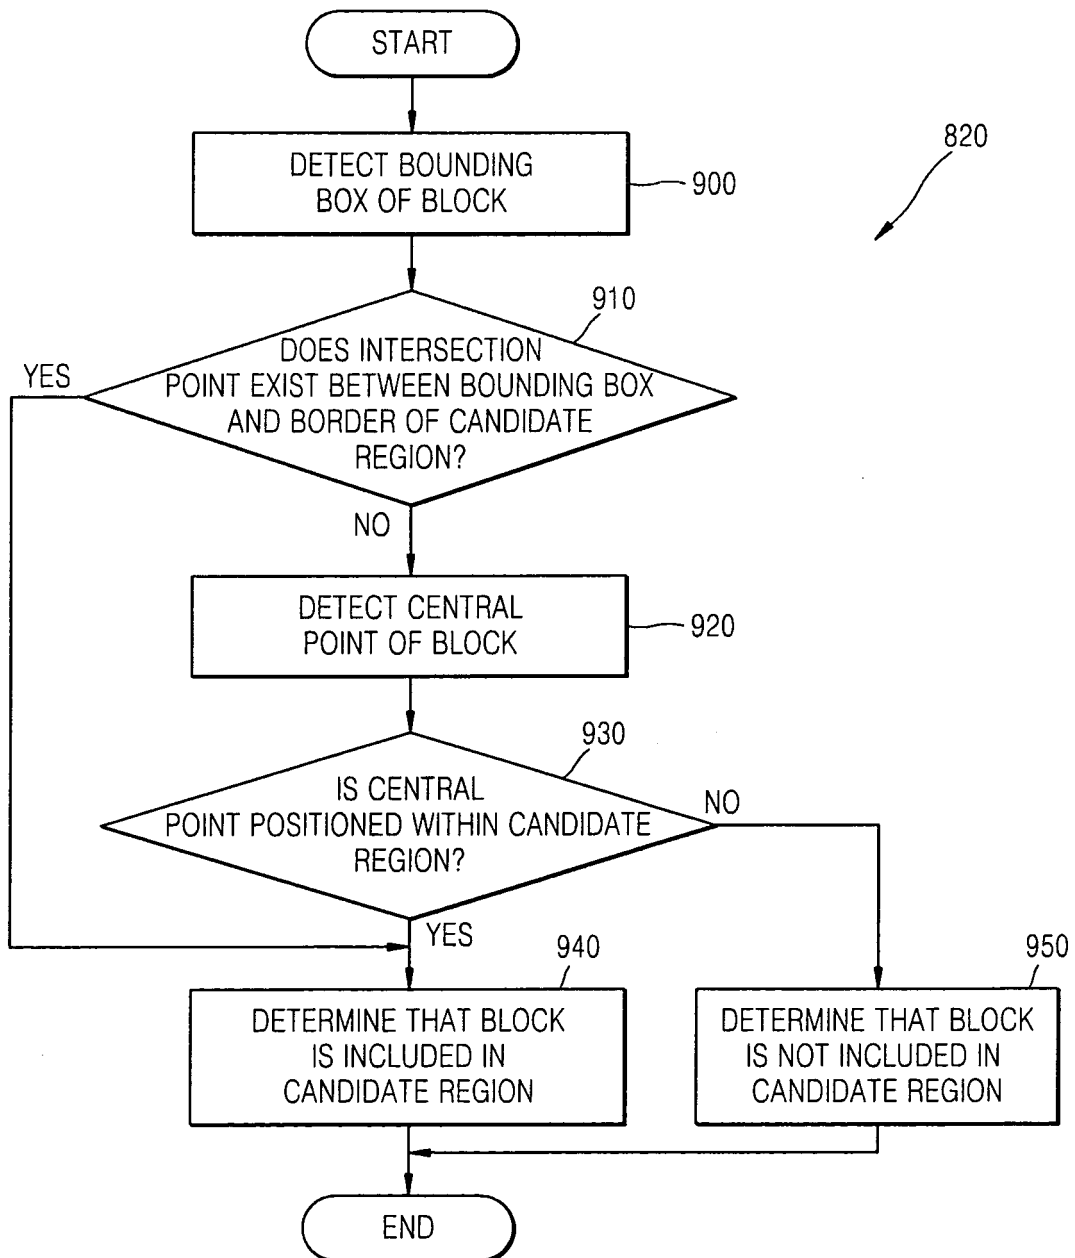 START
820
DETECT BOUNDING
BOX OF BLOCK
900
910
DOES INTERSECTION
POINT EXIST BETWEEN BOUNDING BOX
AND BORDER OF CANDIDATE
REGION?
YES
NO
DETECT CENTRAL
POINT OF BLOCK
920
930
IS CENTRAL
POINT POSITIONED WITHIN CANDIDATE
REGION?
NO
YES
940
DETERMINE THAT BLOCK
IS INCLUDED IN
CANDIDATE REGION
950
DETERMINE THAT BLOCK
IS NOT INCLUDED IN
CANDIDATE REGION
END